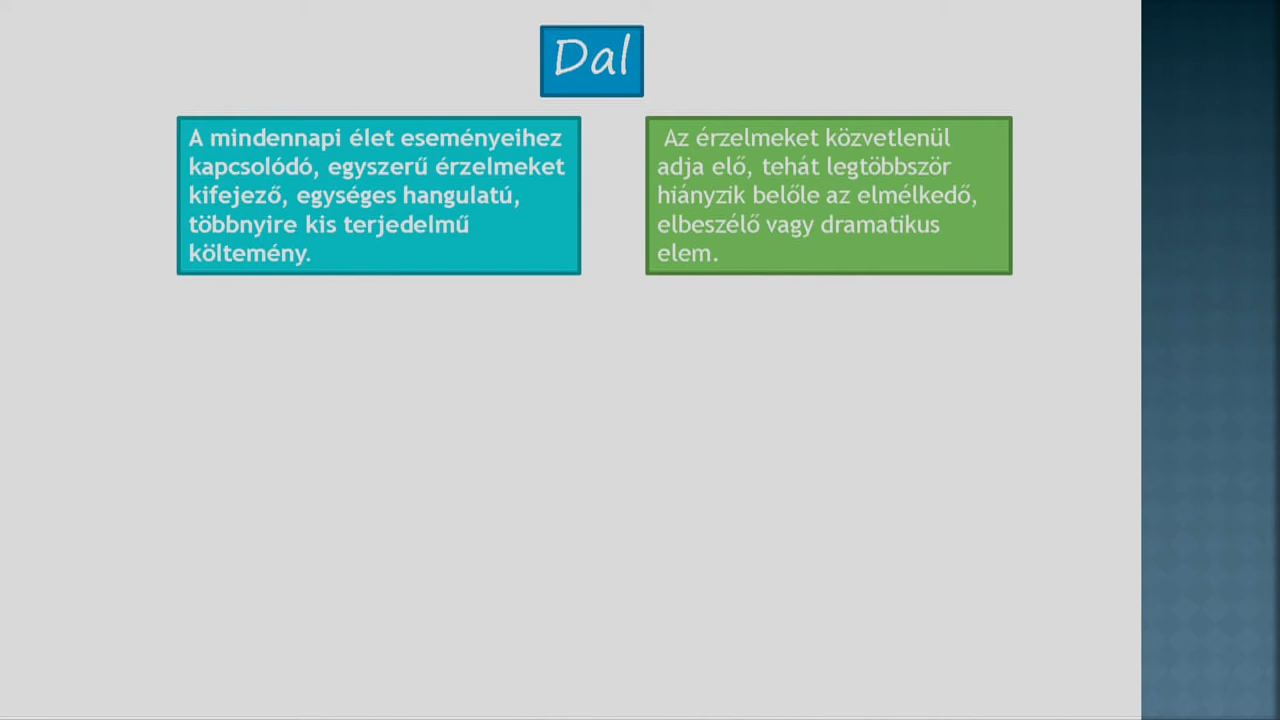 Dal
A mindennapi élet eseményeihez
kapcsolódó, egyszerű érzelmeket
kifejező, egységes hangulatú,
többnyire kis terjedelmű
költemény.
Az érzelmeket közvetlenül
adja elő, tehát legtöbbször
hiányzik belőle az elmélkedő,
elbeszélő vagy dramatikus
elem.